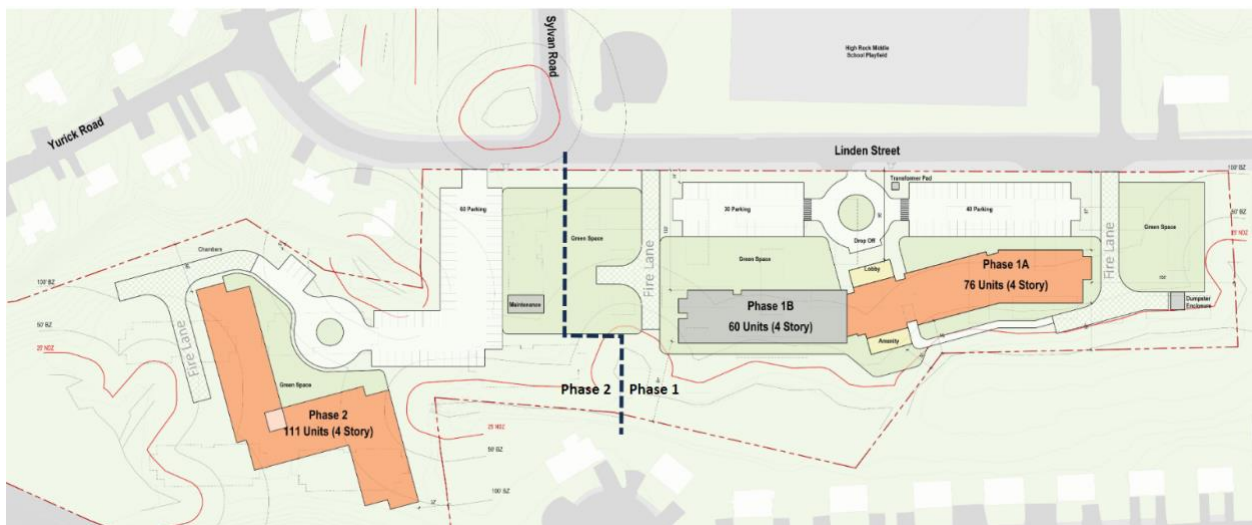 Sylvan Road
High Rock Middle
School Playfield
Yurick Road
Linden Street
100' BZ
Transformer Pad
60 Parking
30 Parking
40 Parking
50' BZ
Green Space
Green Space
Drop Off
Chambers
Fire Lane
Green Space
Fire Lane
Lobby
Phase 1A
76 Units (4 Story)
100' BZ
Maintenance
Phase 1B
60 Units (4 Story)
Dumpster
Enclosure
50' BZ
Amenity
25' NDZ
Fire Lane
Green Space
Phase 2
Phase 1
Phase 2
111 Units (4 Story)
25' NDZ
50' BZ
100' BZ